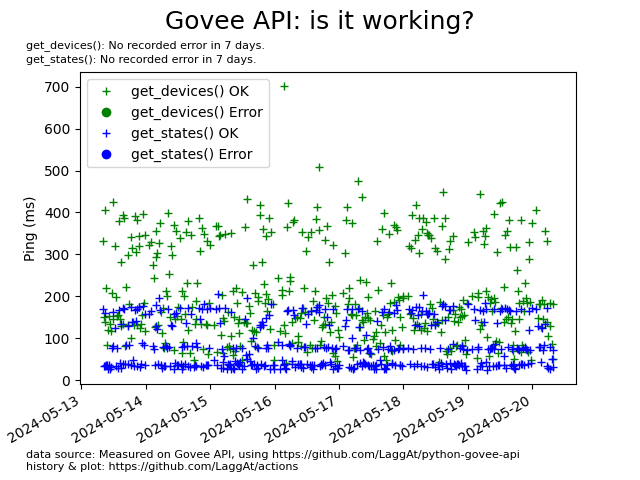 Govee API: is it working?
get_devices(): No recorded error in 7 days.
get_states(): No recorded error in 7 days.
700
600
500
400
300
200
100
0
Ping (ms)
get_devices() OK
get_devices() Error
get_states() OK
get_states() Error
2024-05-13
2024-05-14
2024-05-15
2024-05-16
2024-05-17
2024-05-18
2024-05-19
2024-05-20
data source: Measured on Govee API, using https://github.com/LaggAt/python-govee-api
history & plot: https://github.com/LaggAt/actions